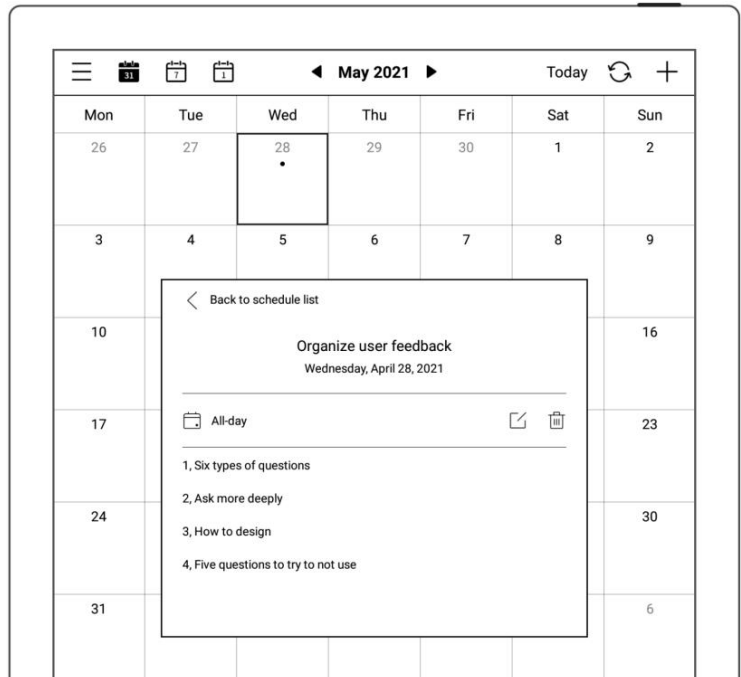 31 7 1 May 2021 Today
Mon Tue Wed Thu Fri Sat Sun
26 27 28 29 30 1 2
3 4 5 6 7 8 9
Back to schedule list
10 16
Organize user feedback
Wednesday, April 28, 2021
17 All-day 23
1, Six types of questions
2, Ask more deeply
24 30
3, How to design
4, Five questions to try to not use
31 6